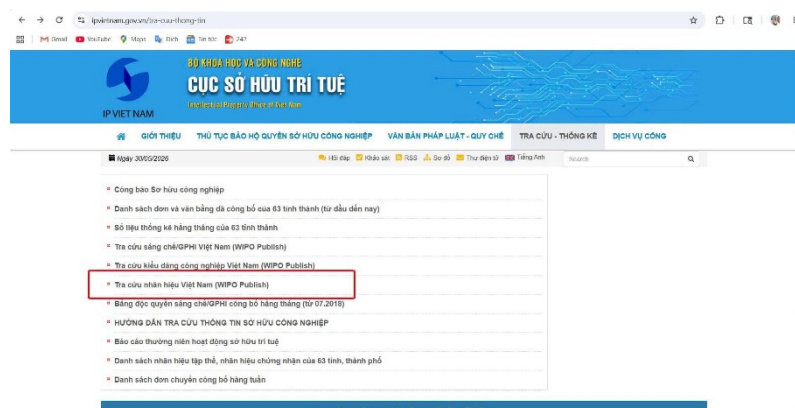 ipvietnam.gov.vn/tra-cuu-thong-tin
Gmail YouTube Maps Dịch Tin tức 247
BỘ KHOA HỌC VÀ CÔNG NGHỆ
CỤC SỞ HỮU TRÍ TUỆ
Intellectual Property Office of Viet Nam
IP VIET NAM
GIỚI THIỆU THỦ TỤC BẢO HỘ QUYỀN SỞ HỮU CÔNG NGHIỆP VĂN BẢN PHÁP LUẬT - QUY CHẾ TRA CỨU - THỐNG KÊ DỊCH VỤ CÔNG
Ngày 30/05/2026 Hỏi đáp Khảo sát RSS Sơ đồ Thư điện tử Tiếng Anh Search
Công báo Sở hữu công nghiệp
Danh sách đơn và văn bằng đã công bố của 63 tỉnh thành (từ đầu đến nay)
Số liệu thống kê hằng tháng của 63 tỉnh thành
Tra cứu sáng chế/GPHI Việt Nam (WIPO Publish)
Tra cứu kiểu dáng công nghiệp Việt Nam (WIPO Publish)
Tra cứu nhãn hiệu Việt Nam (WIPO Publish)
Bằng độc quyền sáng chế/GPHI công bố hằng tháng (từ 07.2018)
HƯỚNG DẪN TRA CỨU THÔNG TIN SỞ HỮU CÔNG NGHIỆP
Báo cáo thường niên hoạt động sở hữu trí tuệ
Danh sách nhãn hiệu tập thể, nhãn hiệu chứng nhận của 63 tỉnh, thành phố
Danh sách đơn chuyển công bố hàng tuần